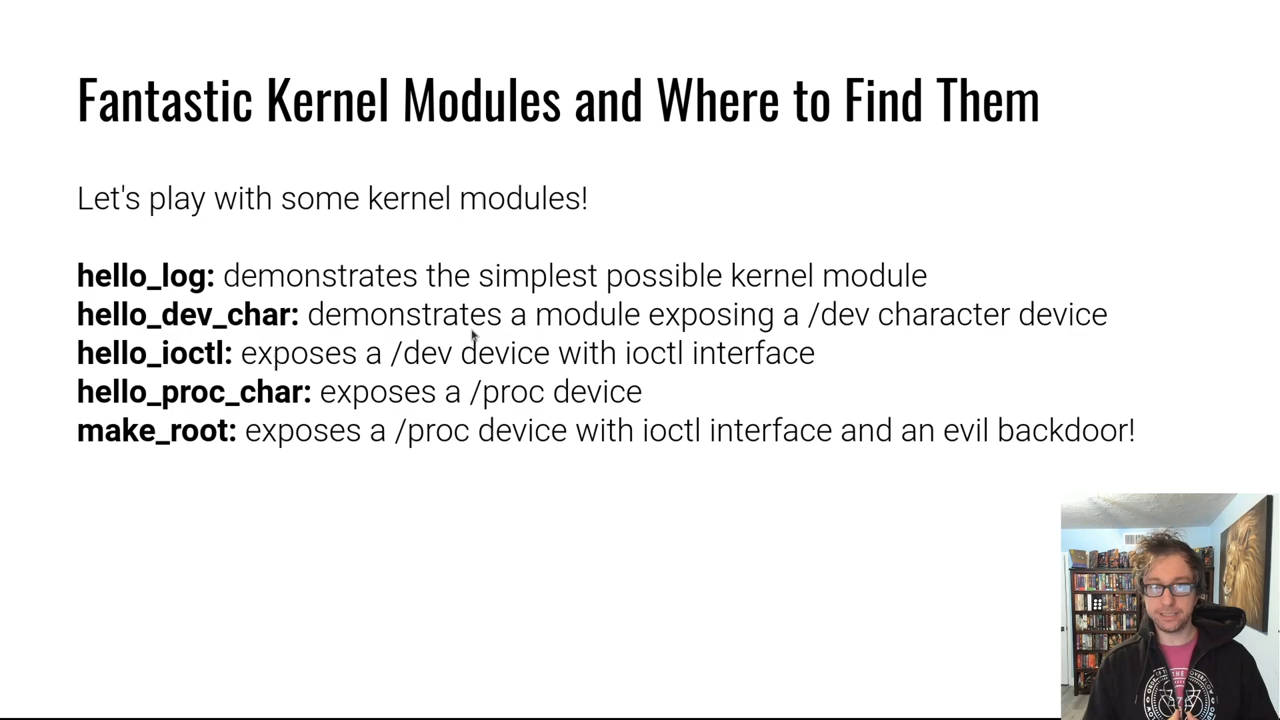 Fantastic Kernel Modules and Where to Find Them
Let's play with some kernel modules!
hello_log: demonstrates the simplest possible kernel module
hello_dev_char: demonstrates a module exposing a /dev character device
hello_ioctl: exposes a /dev device with ioctl interface
hello_proc_char: exposes a /proc device
make_root: exposes a /proc device with ioctl interface and an evil backdoor!